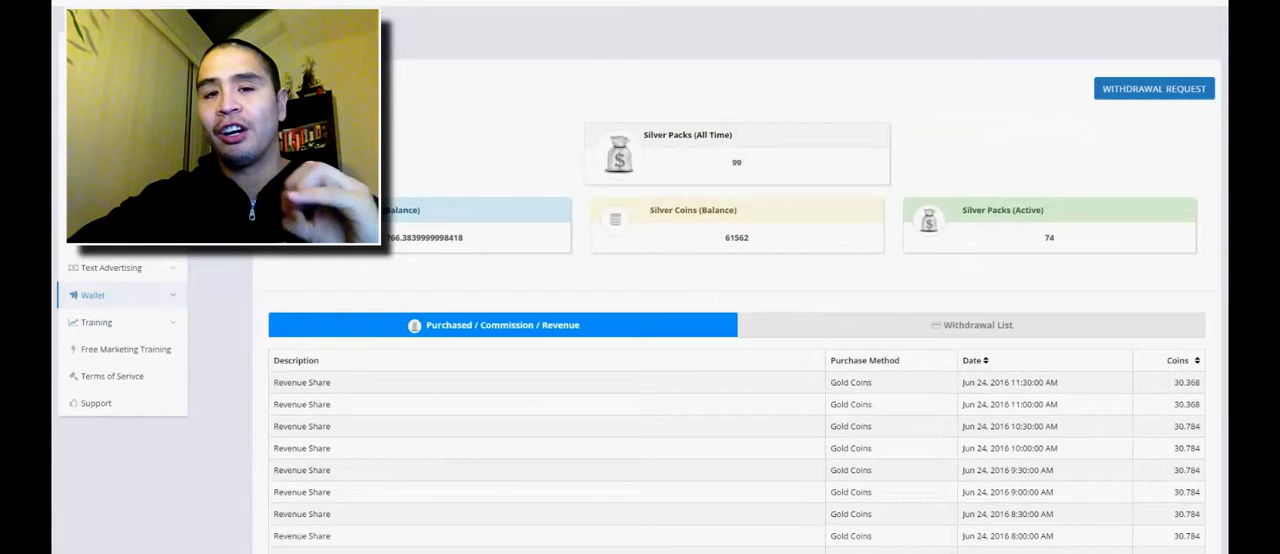 WITHDRAWAL REQUEST
Silver Packs (All Time)
99
Balance)
766.3839999998418
Silver Coins (Balance)
61562
Silver Packs (Active)
74
Text Advertising
Wallet
Training
Free Marketing Training
Terms of Serivce
Support
Purchased / Commission / Revenue
Withdrawal List
Description Purchase Method Date Coins
Revenue Share Gold Coins Jun 24, 2016 11:30:00 AM 30.368
Revenue Share Gold Coins Jun 24, 2016 11:00:00 AM 30.368
Revenue Share Gold Coins Jun 24, 2016 10:30:00 AM 30.784
Revenue Share Gold Coins Jun 24, 2016 10:00:00 AM 30.784
Revenue Share Gold Coins Jun 24, 2016 9:30:00 AM 30.784
Revenue Share Gold Coins Jun 24, 2016 9:00:00 AM 30.784
Revenue Share Gold Coins Jun 24, 2016 8:30:00 AM 30.784
Revenue Share Gold Coins Jun 24, 2016 8:00:00 AM 30.784